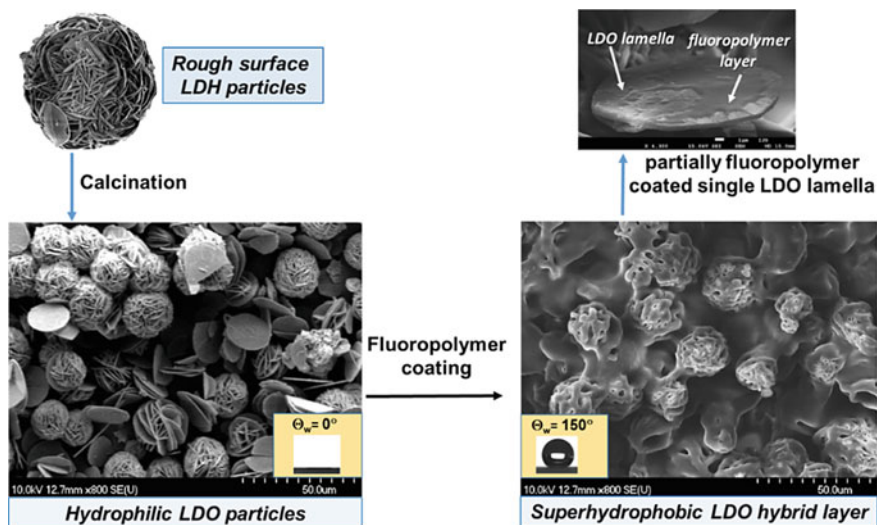 Rough surface
LDH particles
Calcination
LDO lamella
fluoropolymer
layer
partially fluoropolymer
coated single LDO lamella
Fluoropolymer
coating
Θw= 0°
10.0kV 12.7mm x800 SE(U)
50.0um
Hydrophilic LDO particles
Θw= 150°
10.0kV 12.7mm x800 SE(U)
50.0um
Superhydrophobic LDO hybrid layer